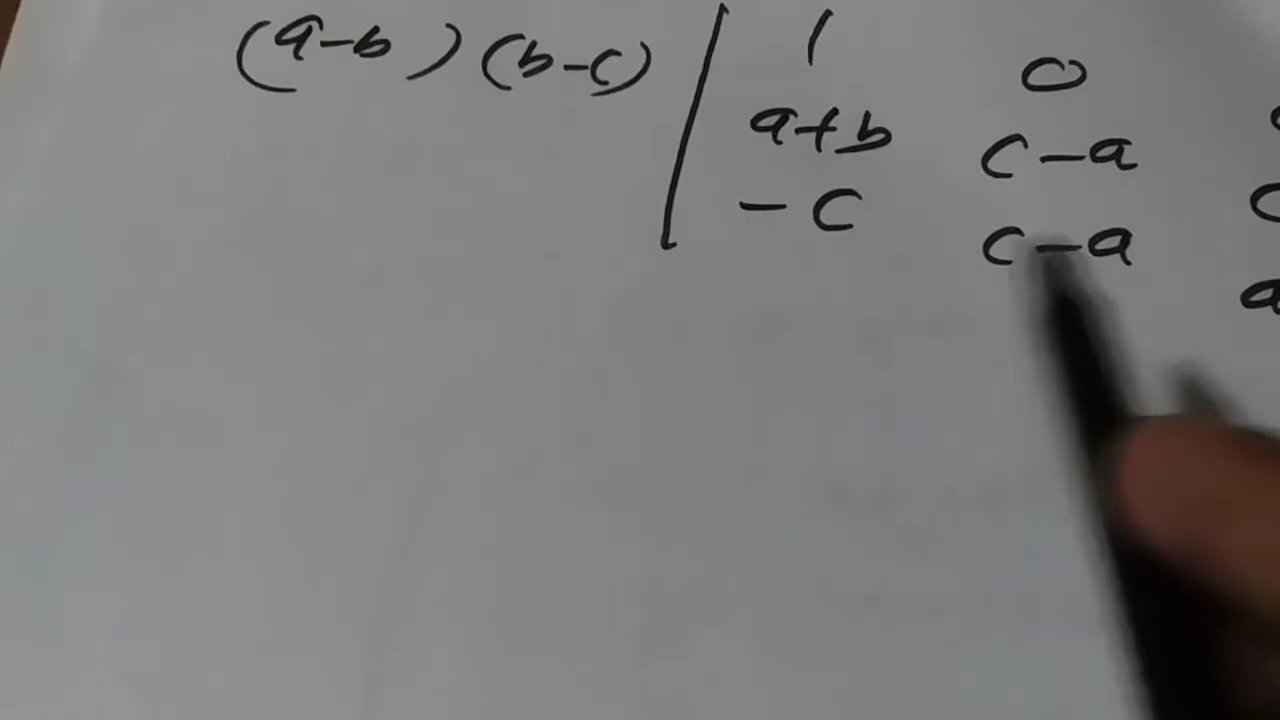 (a-b) (b-c) | 1 0
a+b c-a
-c c-a